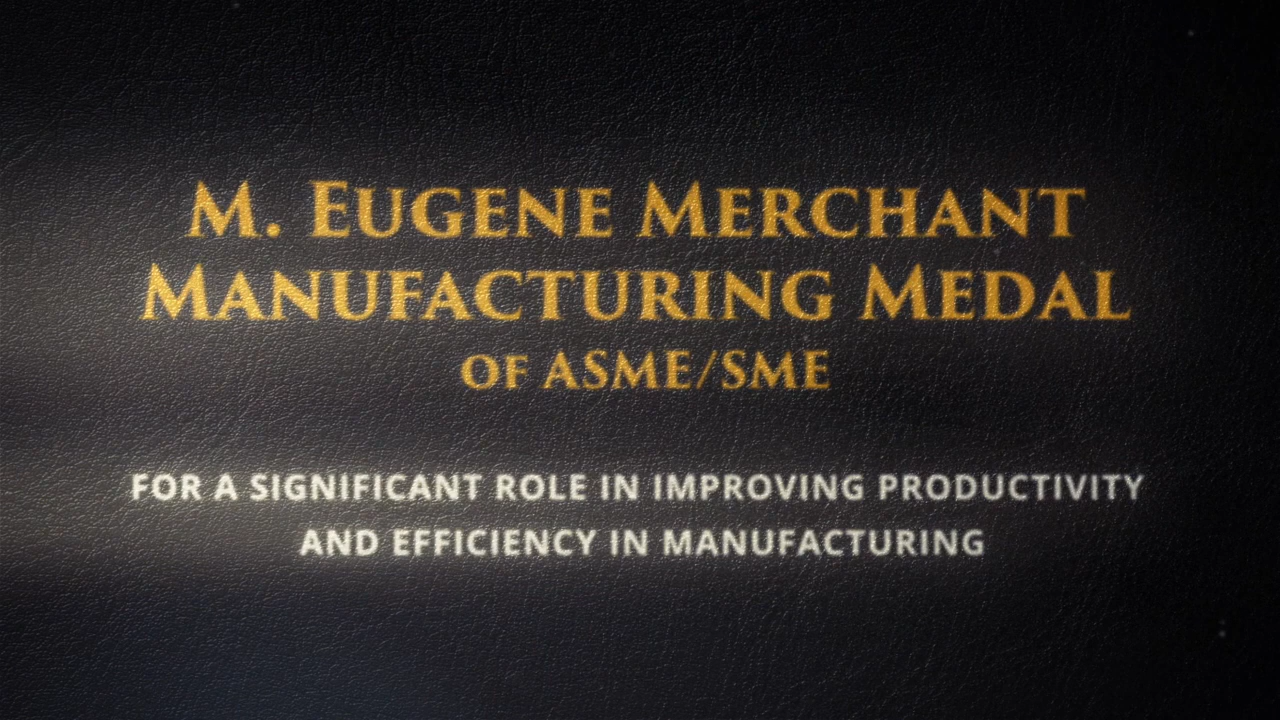 M. Eugene Merchant
Manufacturing Medal
of ASME/SME
FOR A SIGNIFICANT ROLE IN IMPROVING PRODUCTIVITY
AND EFFICIENCY IN MANUFACTURING